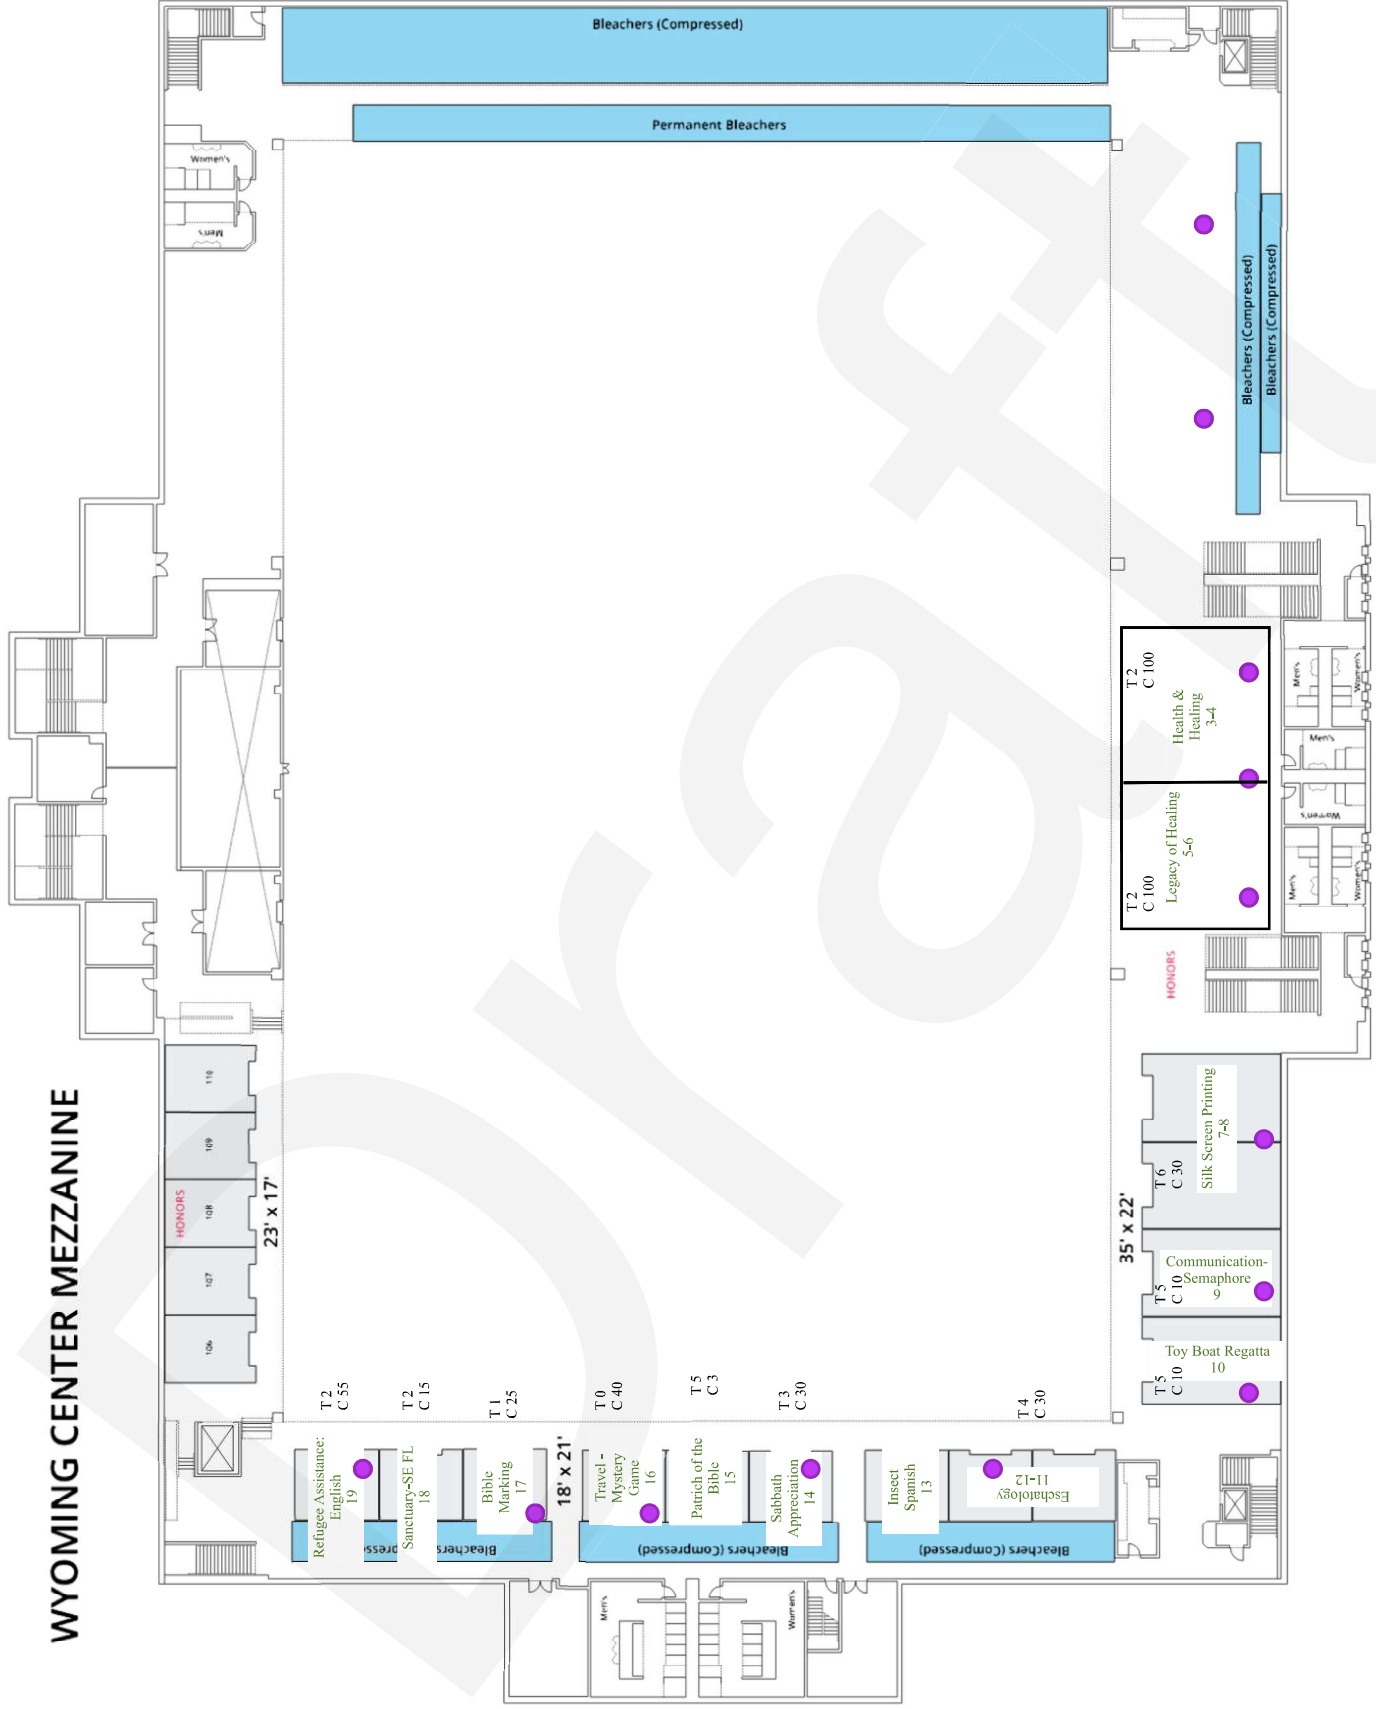 WYOMING CENTER MEZZANINE
Bleachers (Compressed)
Permanent Bleachers
Women's
Men's
Bleachers (Compressed)
Bleachers (Compressed)
T 2
C 100
Health &
Healing
3-4
T 2
C 100
Legacy of Healing
5-6
HONORS
Men's
Women's
Men's
Women's
Men's
Women's
110
109
HONORS
108
107
106
23' x 17'
35' x 22'
Silk Screen Printing
7-8
T 6
C 30
Communication-
Semaphore
9
T 5
C 10
Toy Boat Regatta
10
T 5
C 10
T 2
C 55
T 2
C 15
T 1
C 25
T 0
C 40
T 5
C 3
T 3
C 30
T 4
C 30
18' x 21'
Refugee Assistance:
English
19
Sanctuary-SE FL
18
Bible
Marking
17
Travel -
Mystery
Game
16
Patrich of the
Bible
15
Sabbath
Appreciation
14
Insect
Spanish
13
Eschatology
11-12
Bleachers
pressed)
Bleachers (Compressed)
Bleachers (Compressed)
Men's
Women's
Draft